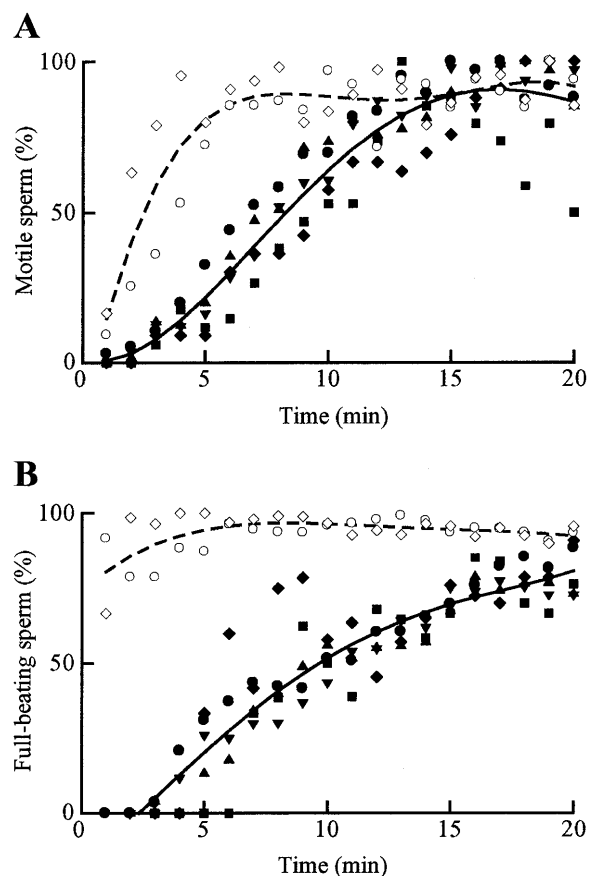 A
100
50
0
Motile sperm (%)
0 5 10 15 20
Time (min)
B
100
50
0
Full-beating sperm (%)
0 5 10 15 20
Time (min)